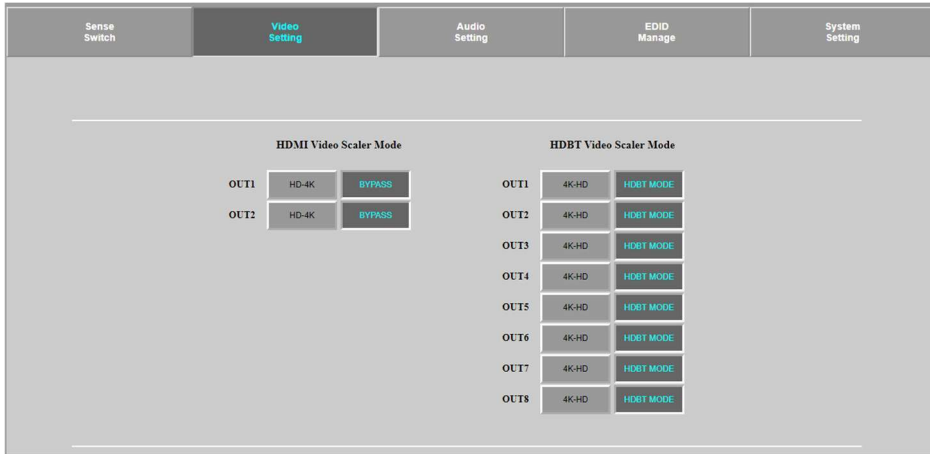 Sense
Switch
Video
Setting
Audio
Setting
EDID
Manage
System
Setting
HDMI Video Scaler Mode
OUT1 HD-4K BYPASS
OUT2 HD-4K BYPASS
HDBT Video Scaler Mode
OUT1 4K-HD HDBT MODE
OUT2 4K-HD HDBT MODE
OUT3 4K-HD HDBT MODE
OUT4 4K-HD HDBT MODE
OUT5 4K-HD HDBT MODE
OUT6 4K-HD HDBT MODE
OUT7 4K-HD HDBT MODE
OUT8 4K-HD HDBT MODE